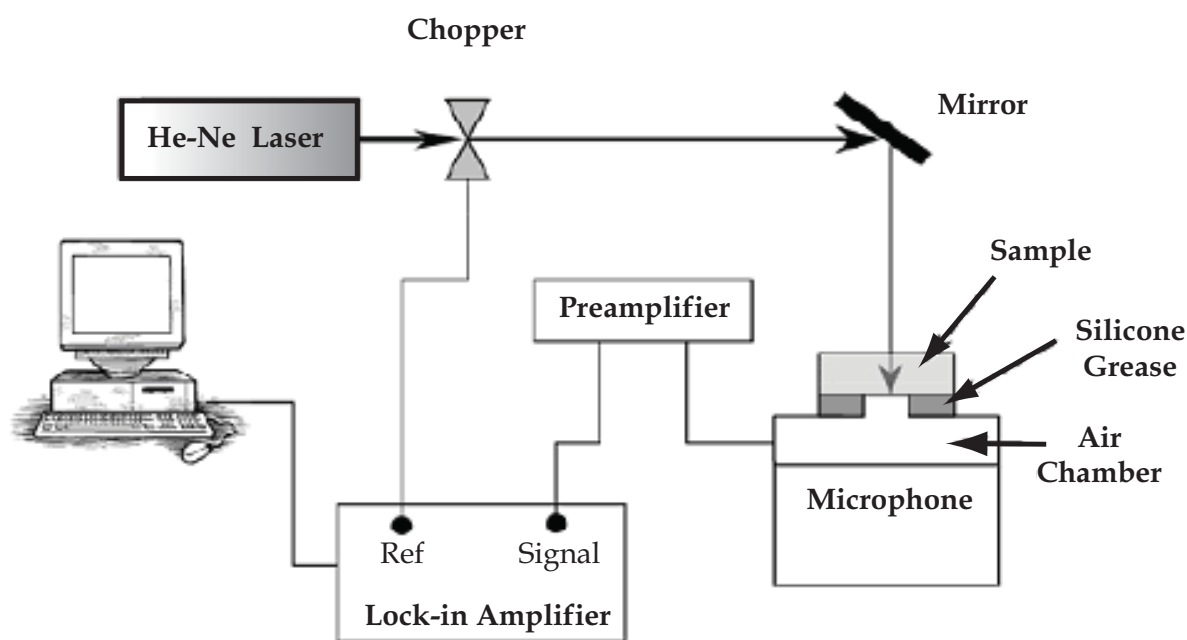 Chopper
He-Ne Laser
Mirror
Sample
Preamplifier
Silicone
Grease
Air
Chamber
Microphone
Ref
Signal
Lock-in Amplifier